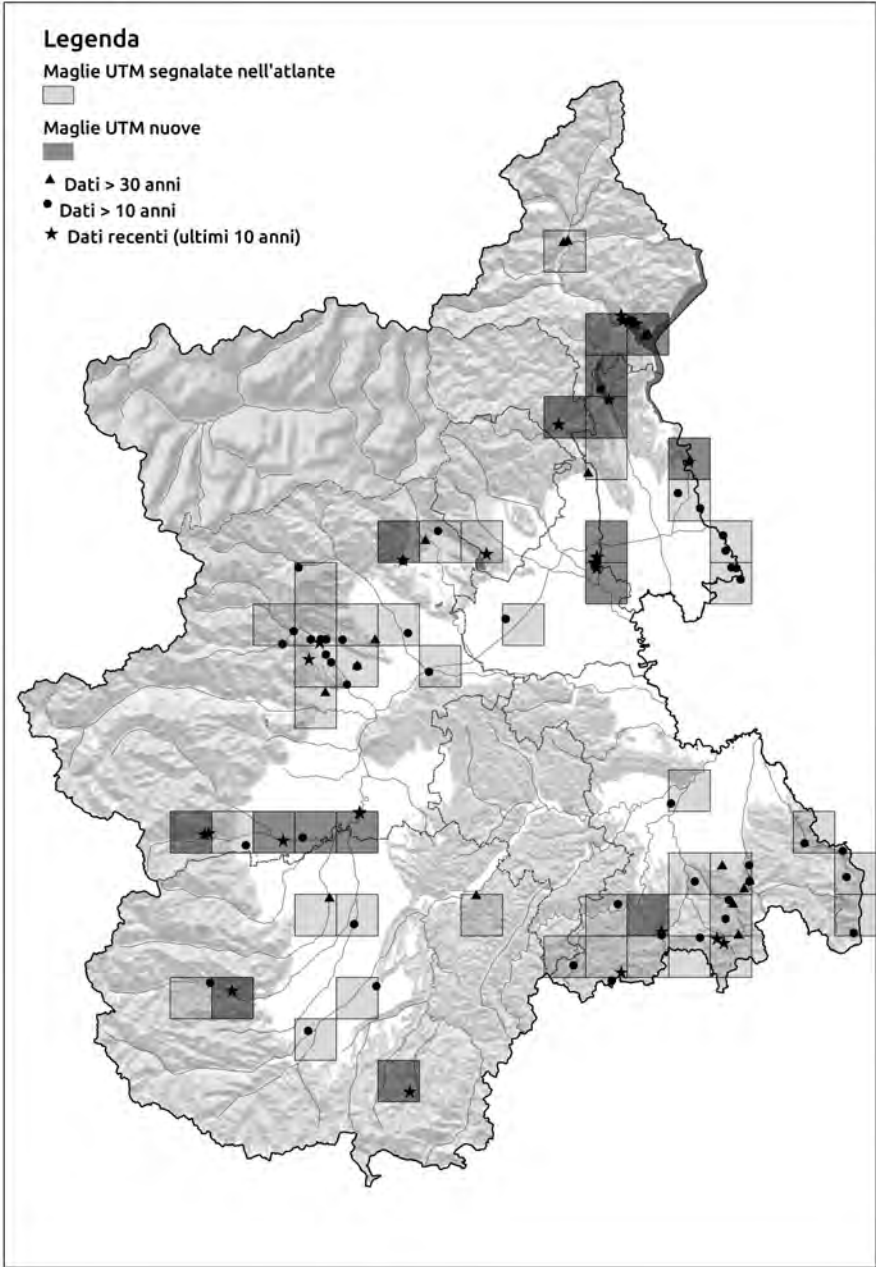 Legenda
Maglie UTM segnalate nell'atlante
Maglie UTM nuove
Dati > 30 anni
Dati > 10 anni
Dati recenti (ultimi 10 anni)